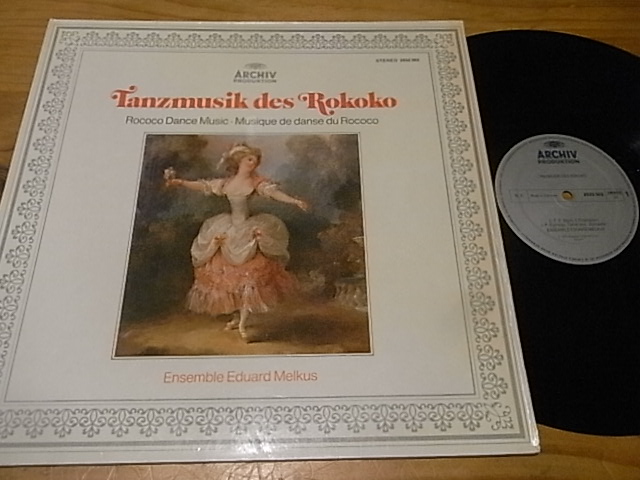 ARCHIV
PRODUKTION
STEREO
Tanzmusik des Rokoko
Rococo Dance Music · Musique de danse du Rococo
Ensemble Eduard Melkus
ARCHIV
PRODUKTION